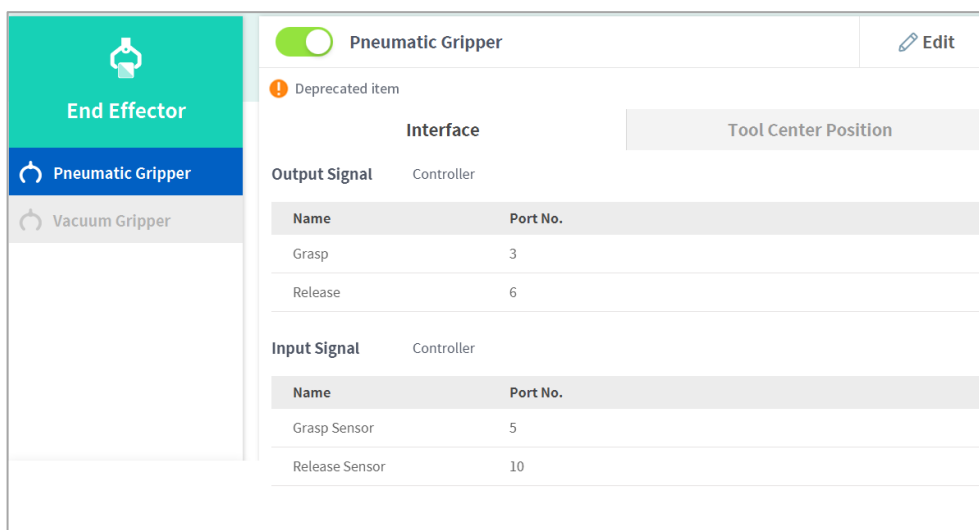 End Effector
Pneumatic Gripper
Vacuum Gripper
Pneumatic Gripper
Edit
Deprecated item
Interface
Tool Center Position
Output Signal Controller
Name Port No.
Grasp 3
Release 6
Input Signal Controller
Name Port No.
Grasp Sensor 5
Release Sensor 10